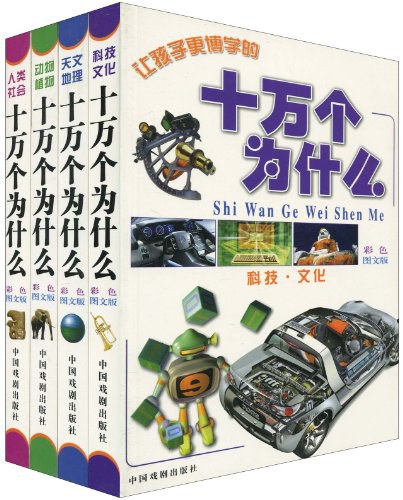 人类
社会
十万个为什么
彩色
图文版
中国戏剧出版社
动物
植物
十万个为什么
彩色
图文版
中国戏剧出版社
天文
地理
十万个为什么
彩色
图文版
中国戏剧出版社
科技
文化
十万个为什么
彩色
图文版
中国戏剧出版社
让孩子更博学的
十万个
为什么
Shi Wan Ge Wei Shen Me
彩色
图文版
科技·文化
9
中国戏剧出版社